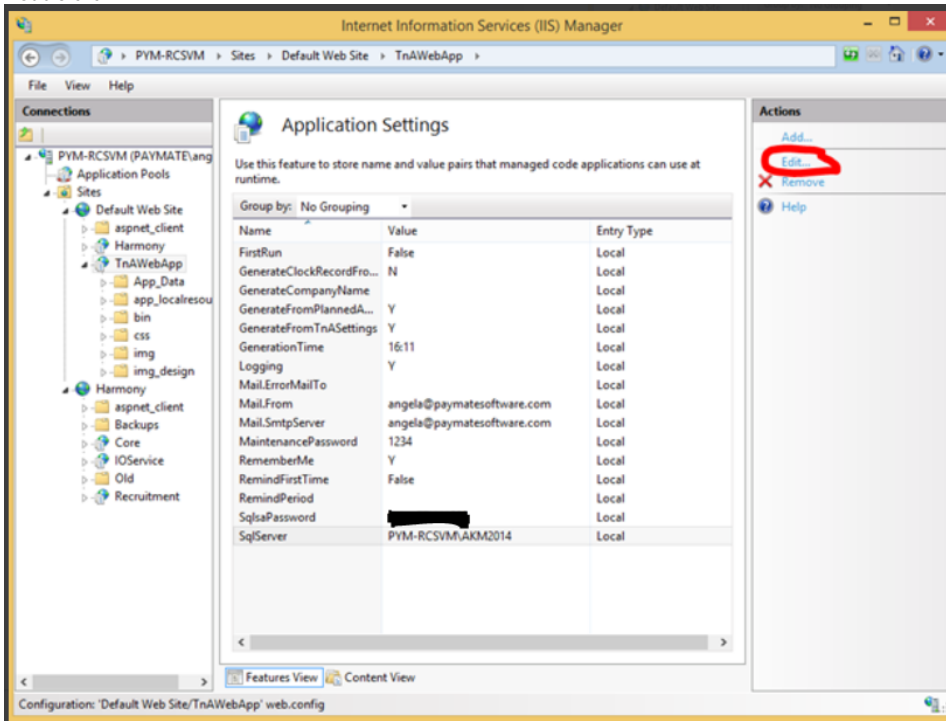 Internet Information Services (IIS) Manager
PYM-RCSVM Sites Default Web Site TnAWebApp
File View Help
Connections
PYM-RCSVM (PAYMATE\ang
Application Pools
Sites
Default Web Site
aspnet_client
Harmony
TnAWebApp
App_Data
app_localresou
bin
css
img
img_design
Harmony
aspnet_client
Backups
Core
IOService
Old
Recruitment
Application Settings
Use this feature to store name and value pairs that managed code applications can use at
runtime.
Group by: No Grouping
Name Value Entry Type
FirstRun False Local
GenerateClockRecordFro... N Local
GenerateCompanyName Local
GenerateFromPlannedA... Y Local
GenerateFromTnASettings Y Local
GenerationTime 16:11 Local
Logging Y Local
Mail.ErrorMailTo Local
Mail.From angela@paymatesoftware.com Local
Mail.SmtpServer angela@paymatesoftware.com Local
MaintenancePassword 1234 Local
RememberMe Y Local
RemindFirstTime False Local
RemindPeriod Local
SqlsaPassword Local
SqlServer PYM-RCSVM\AKM2014 Local
Features View Content View
Actions
Add...
Edit...
Remove
Help
Configuration: 'Default Web Site/TnAWebApp' web.config